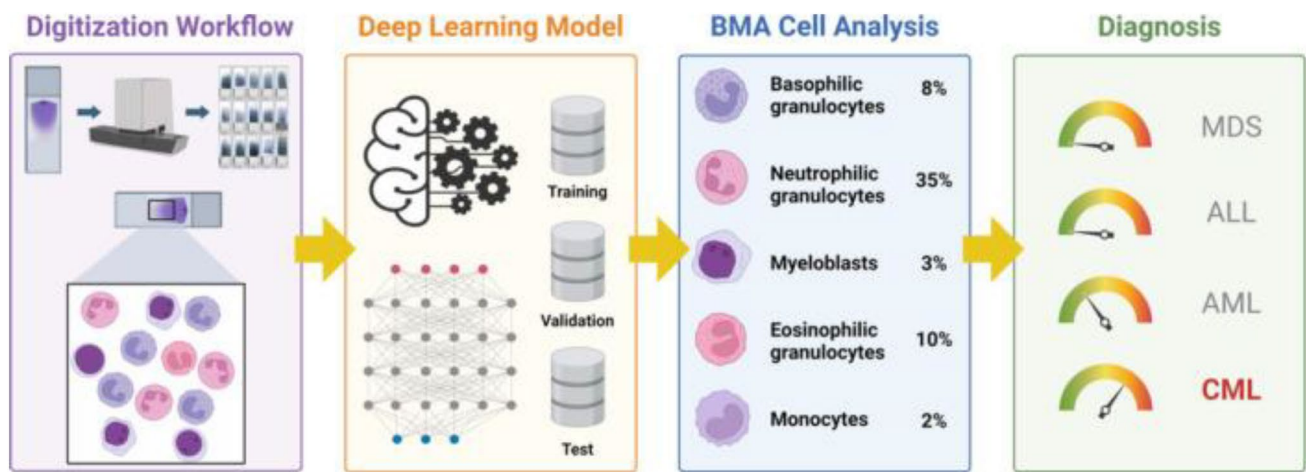 Digitization Workflow
Deep Learning Model
Training
Validation
Test
BMA Cell Analysis
Basophilic
granulocytes
8%
Neutrophilic
granulocytes
35%
Myeloblasts
3%
Eosinophilic
granulocytes
10%
Monocytes
2%
Diagnosis
MDS
ALL
AML
CML